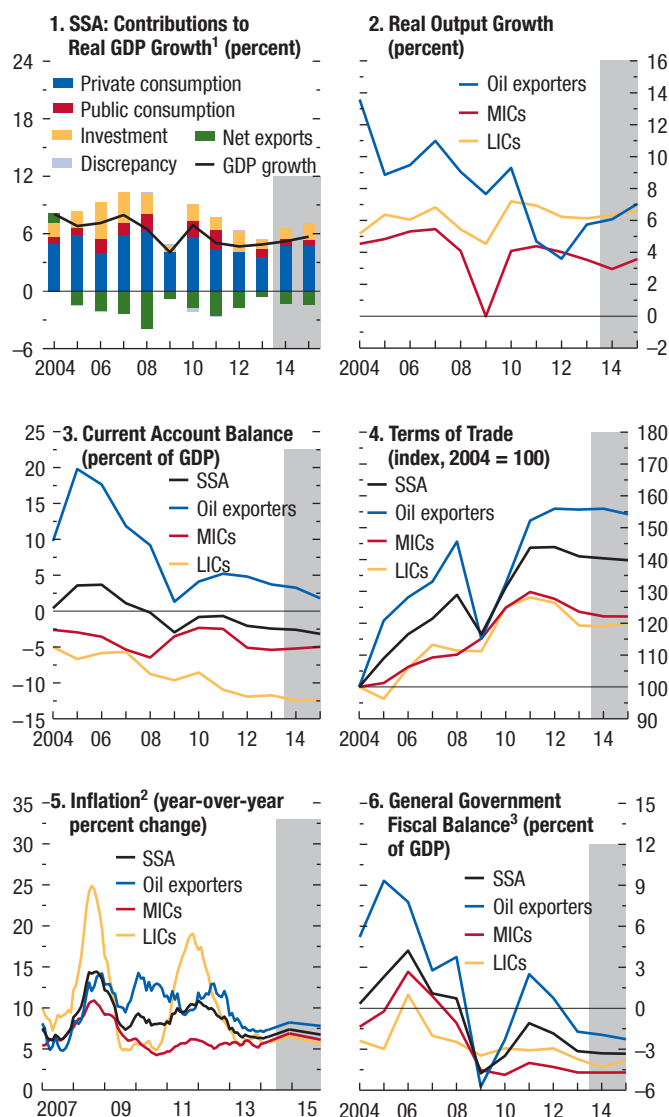 1. SSA: Contributions to
Real GDP Growth¹ (percent)
24
18
12
6
0
−6
Private consumption
Public consumption
Investment
Net exports
Discrepancy
GDP growth
2004 06 08 10 12 14
2. Real Output Growth
(percent)
16
14
12
10
8
6
4
2
0
−2
Oil exporters
MICs
LICs
2004 06 08 10 12 14
3. Current Account Balance
(percent of GDP)
25
20
15
10
5
0
−5
−10
−15
SSA
Oil exporters
MICs
LICs
2004 06 08 10 12 14
4. Terms of Trade
(index, 2004 = 100)
180
170
160
150
140
130
120
110
100
90
SSA
Oil exporters
MICs
LICs
2004 06 08 10 12 14
5. Inflation² (year-over-year
percent change)
35
30
25
20
15
10
5
0
SSA
Oil exporters
MICs
LICs
2007 09 11 13 15
6. General Government
Fiscal Balance³ (percent
of GDP)
15
12
9
6
3
0
−3
−6
SSA
Oil exporters
MICs
LICs
2004 06 08 10 12 14